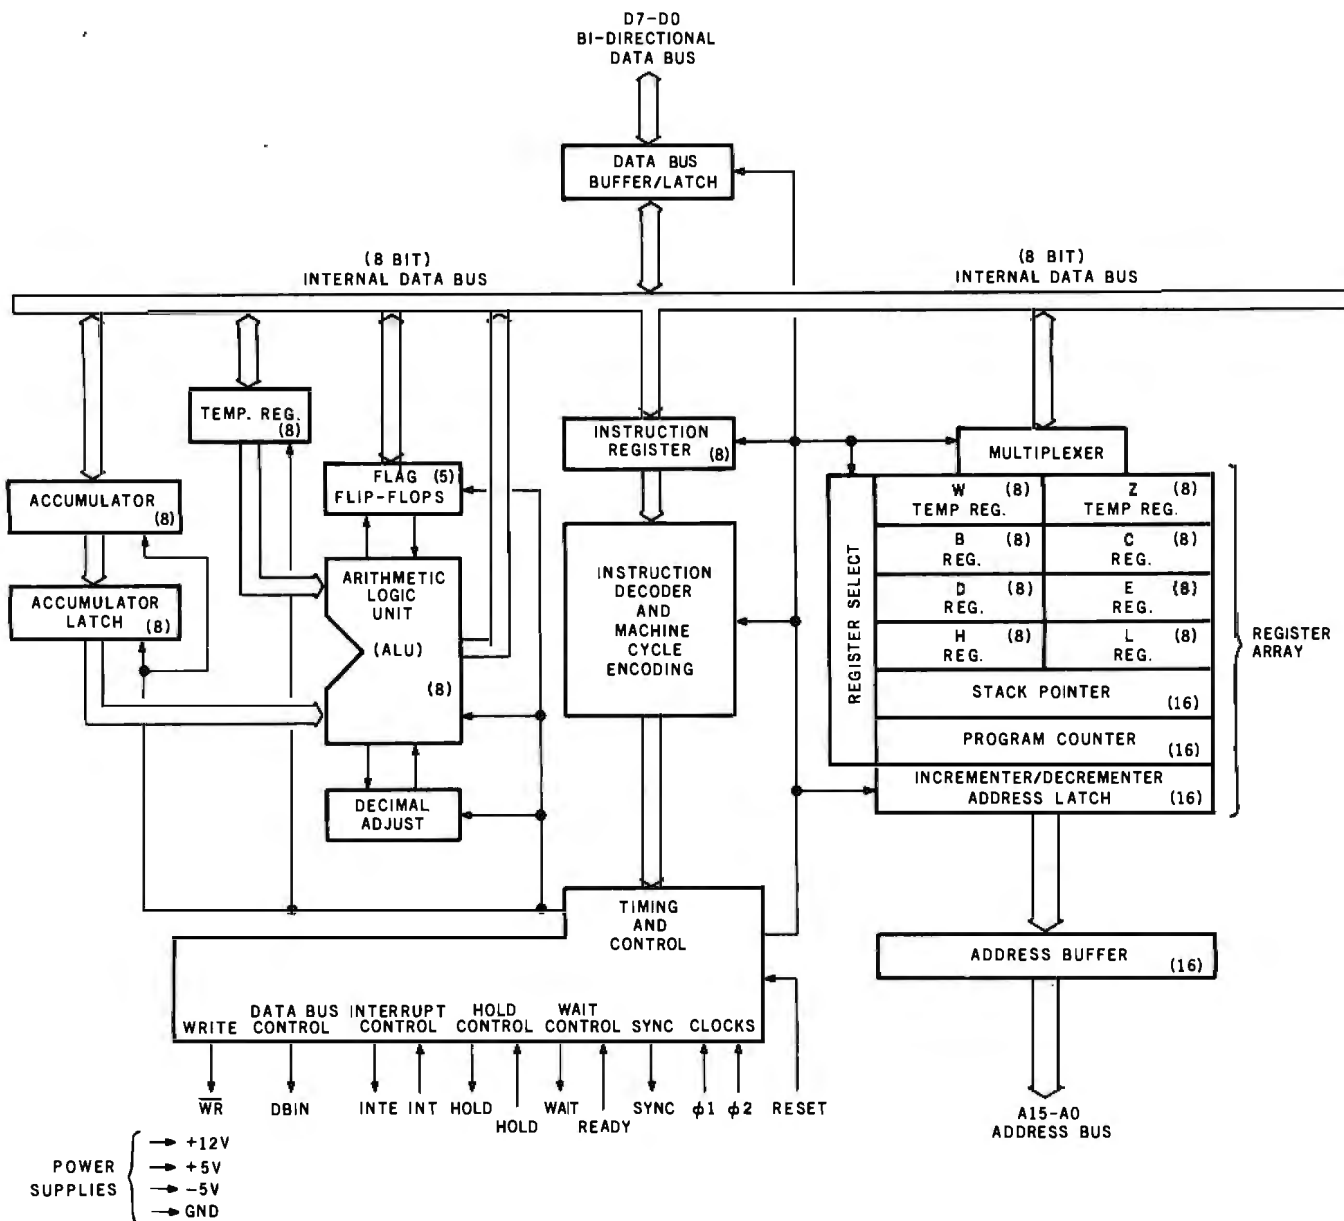 D7-D0
BI-DIRECTIONAL
DATA BUS
DATA BUS
BUFFER/LATCH
(8 BIT)
INTERNAL DATA BUS
(8 BIT)
INTERNAL DATA BUS
TEMP. REG.
(8)
INSTRUCTION
REGISTER (8)
MULTIPLEXER
FLAG (5)
FLIP-FLOPS
ACCUMULATOR
(8)
ACCUMULATOR
LATCH (8)
ARITHMETIC
LOGIC
UNIT
(ALU)
(8)
DECIMAL
ADJUST
INSTRUCTION
DECODER
AND
MACHINE
CYCLE
ENCODING
REGISTER SELECT
W (8)
TEMP REG.
Z (8)
TEMP REG.
B (8)
REG.
C (8)
REG.
D (8)
REG.
E (8)
REG.
H (8)
REG.
L (8)
REG.
STACK POINTER
(16)
PROGRAM COUNTER
(16)
INCREMENTER/DECREMENTER
ADDRESS LATCH (16)
REGISTER
ARRAY
TIMING
AND
CONTROL
ADDRESS BUFFER
(16)
WRITE
DATA BUS
CONTROL
INTERRUPT
CONTROL
HOLD
CONTROL
WAIT
CONTROL
SYNC
CLOCKS
W̅R̅
DBIN
INTE
INT
HOLD
HOLD
WAIT
READY
SYNC
ϕ1
ϕ2
RESET
A15-A0
ADDRESS BUS
POWER
SUPPLIES
+12V
+5V
-5V
GND